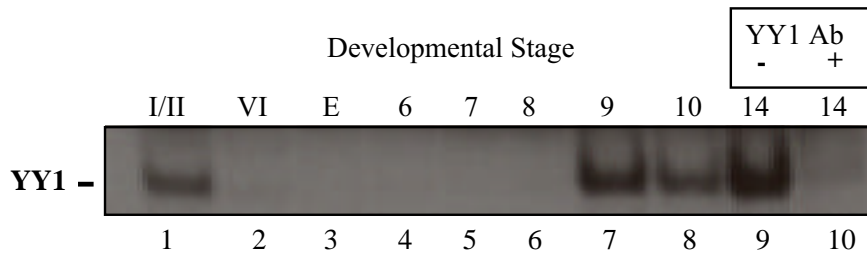 YY1 Ab
- +
Developmental Stage
I/II VI E 6 7 8 9 10 14 14
YY1 -
1 2 3 4 5 6 7 8 9 10